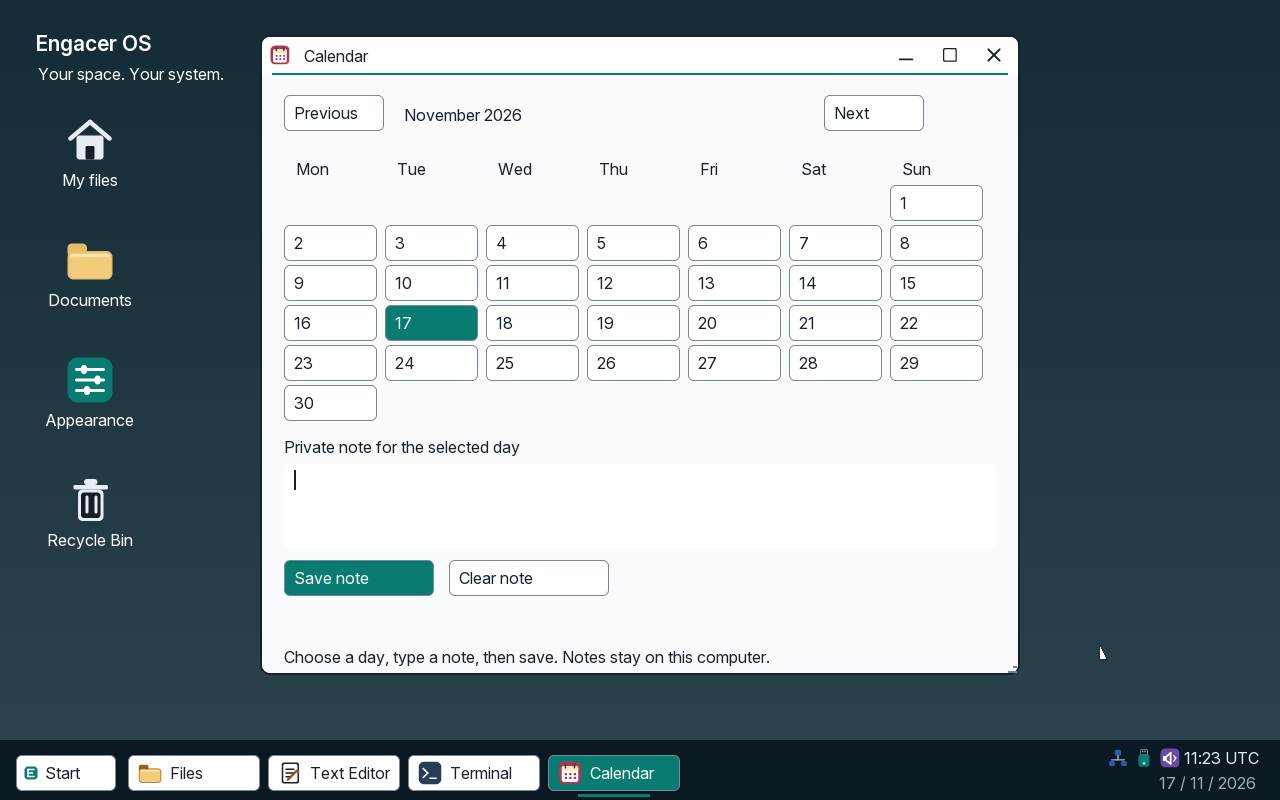 Engacer OS
Your space. Your system.
My files
Documents
Appearance
Recycle Bin
Calendar
Previous
November 2026
Next
Mon Tue Wed Thu Fri Sat Sun
1
2 3 4 5 6 7 8
9 10 11 12 13 14 15
16 17 18 19 20 21 22
23 24 25 26 27 28 29
30
Private note for the selected day
Save note
Clear note
Choose a day, type a note, then save. Notes stay on this computer.
Start
Files
Text Editor
Terminal
Calendar
11:23 UTC
17 / 11 / 2026